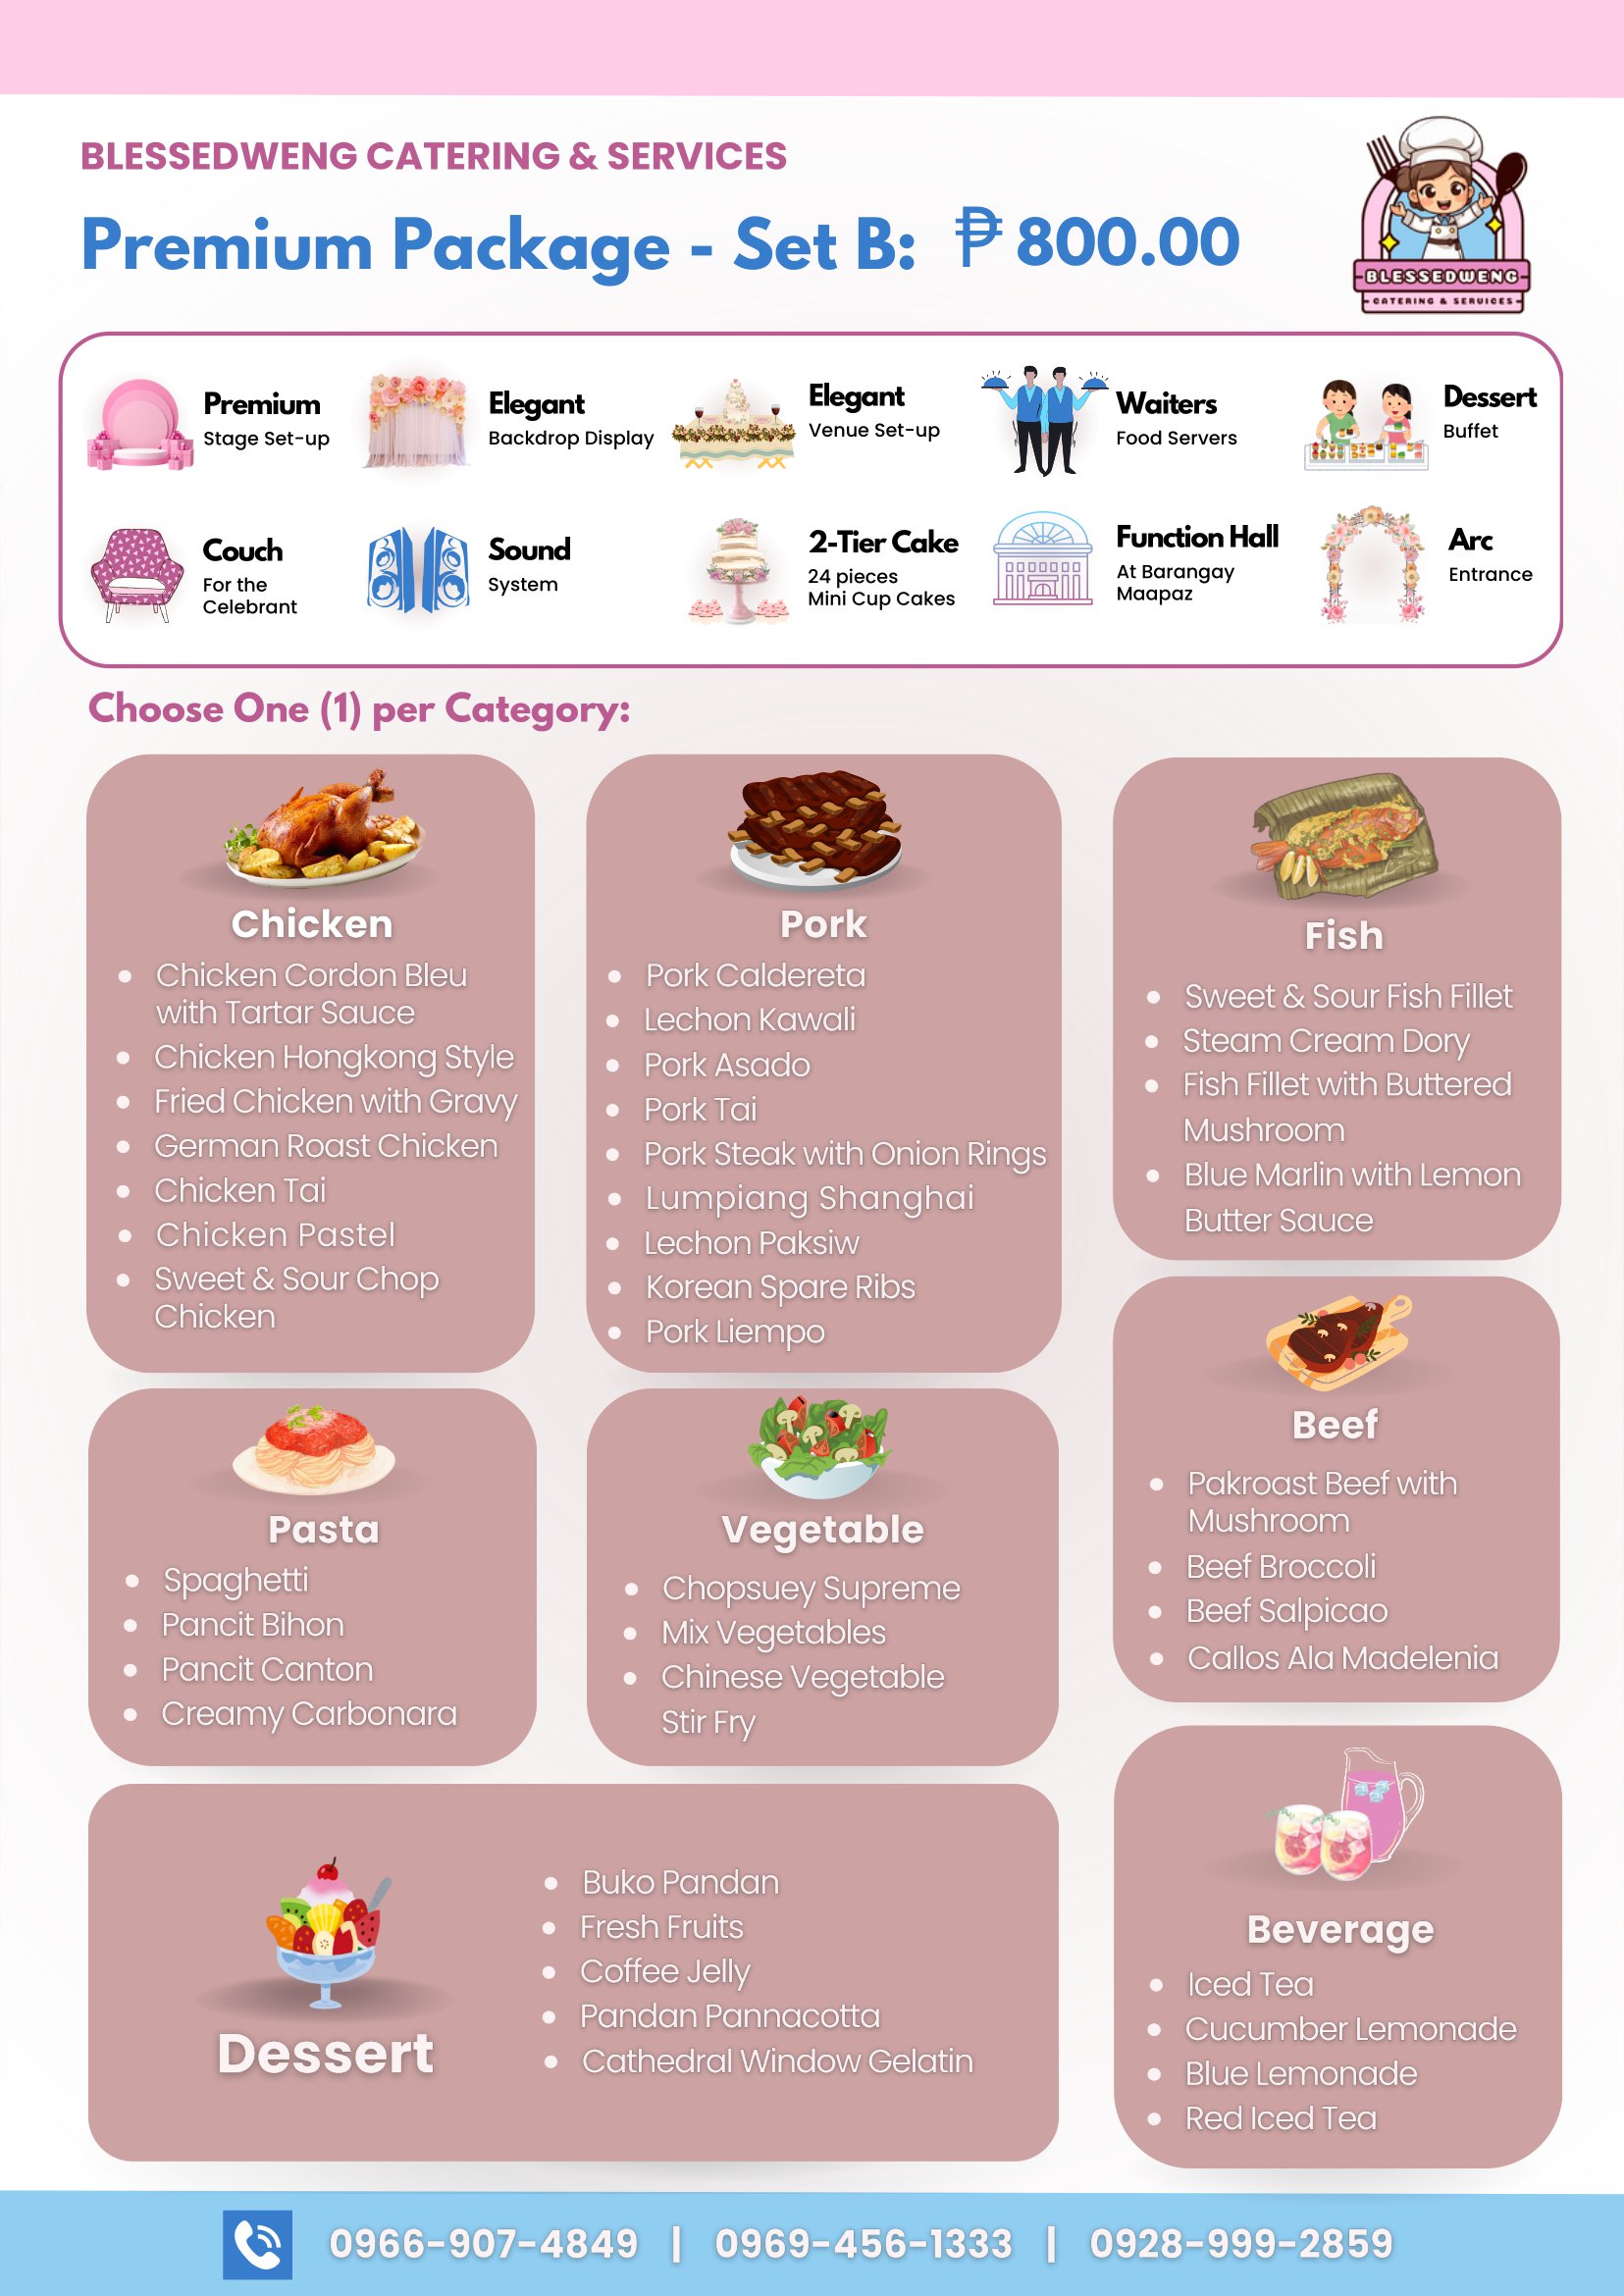 BLESSEDWENG CATERING & SERVICES
Premium Package - Set B: ₱ 800.00
BLESSEDWENG
CATERING & SERVICES
Premium
Stage Set-up
Elegant
Backdrop Display
Elegant
Venue Set-up
Waiters
Food Servers
Dessert
Buffet
Couch
For the
Celebrant
Sound
System
2-Tier Cake
24 pieces
Mini Cup Cakes
Function Hall
At Barangay
Maapaz
Arc
Entrance
Choose One (1) per Category:
Chicken
• Chicken Cordon Bleu
with Tartar Sauce
• Chicken Hongkong Style
• Fried Chicken with Gravy
• German Roast Chicken
• Chicken Tai
• Chicken Pastel
• Sweet & Sour Chop
Chicken
Pork
• Pork Caldereta
• Lechon Kawali
• Pork Asado
• Pork Tai
• Pork Steak with Onion Rings
• Lumpiang Shanghai
• Lechon Paksiw
• Korean Spare Ribs
• Pork Liempo
Fish
• Sweet & Sour Fish Fillet
• Steam Cream Dory
• Fish Fillet with Buttered
Mushroom
• Blue Marlin with Lemon
Butter Sauce
Beef
• Pakroast Beef with
Mushroom
• Beef Broccoli
• Beef Salpicao
• Callos Ala Madelenia
Pasta
• Spaghetti
• Pancit Bihon
• Pancit Canton
• Creamy Carbonara
Vegetable
• Chopsuey Supreme
• Mix Vegetables
• Chinese Vegetable
Stir Fry
Dessert
• Buko Pandan
• Fresh Fruits
• Coffee Jelly
• Pandan Pannacotta
• Cathedral Window Gelatin
Beverage
• Iced Tea
• Cucumber Lemonade
• Blue Lemonade
• Red Iced Tea
0966-907-4849 | 0969-456-1333 | 0928-999-2859